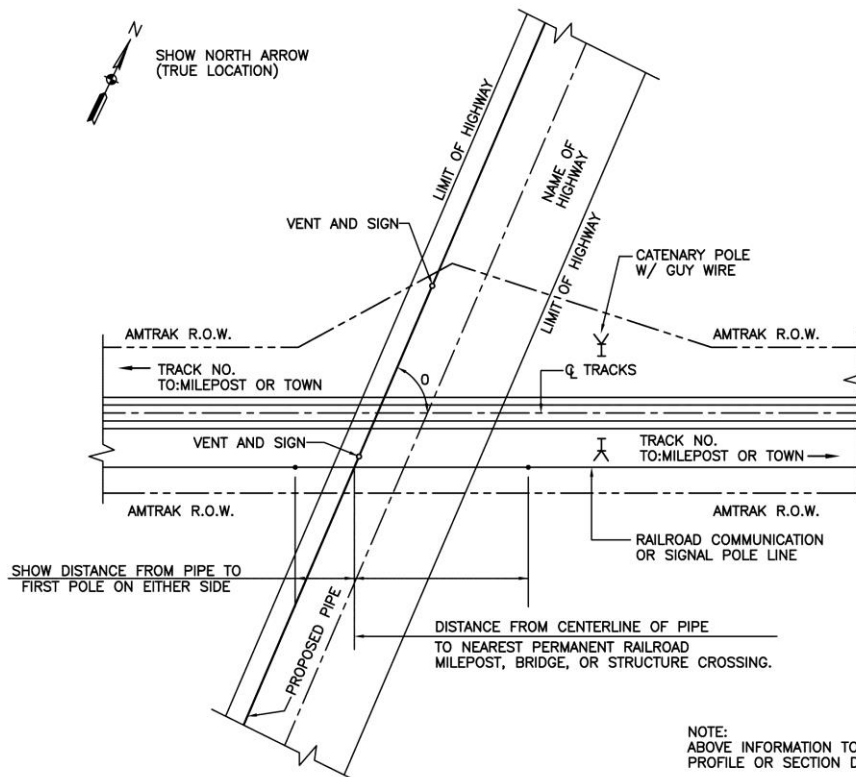 N
SHOW NORTH ARROW
(TRUE LOCATION)
LIMIT OF HIGHWAY
NAME OF
HIGHWAY
LIMIT OF HIGHWAY
VENT AND SIGN
CATENARY POLE
W/ GUY WIRE
AMTRAK R.O.W.
AMTRAK R.O.W.
TRACK NO.
TO:MILEPOST OR TOWN
O
℄ TRACKS
VENT AND SIGN
TRACK NO.
TO:MILEPOST OR TOWN
AMTRAK R.O.W.
AMTRAK R.O.W.
RAILROAD COMMUNICATION
OR SIGNAL POLE LINE
SHOW DISTANCE FROM PIPE TO
FIRST POLE ON EITHER SIDE
PROPOSED PIPE
DISTANCE FROM CENTERLINE OF PIPE
TO NEAREST PERMANENT RAILROAD
MILEPOST, BRIDGE, OR STRUCTURE CROSSING.
NOTE:
ABOVE INFORMATION TO
PROFILE OR SECTION D